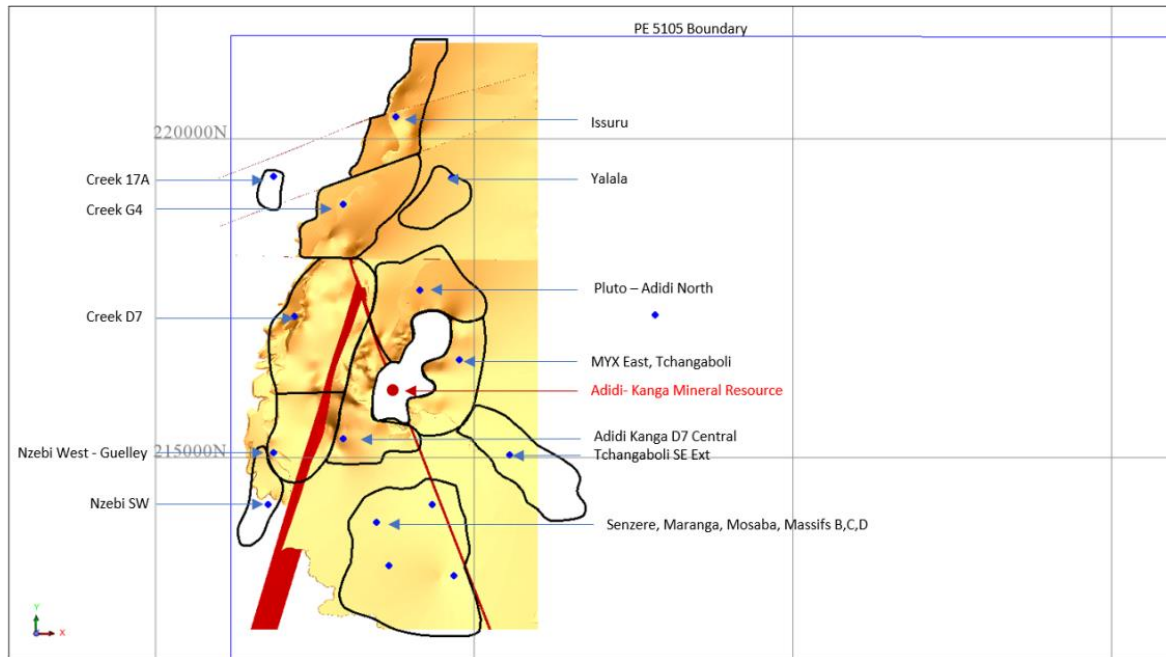 PE 5105 Boundary
220000N
Issuru
Creek 17A
Yalala
Creek G4
Pluto – Adidi North
Creek D7
MYX East, Tchangaboli
Adidi- Kanga Mineral Resource
Adidi Kanga D7 Central
Nzebi West - Guelley
215000N
Tchangaboli SE Ext
Nzebi SW
Senzere, Maranga, Mosaba, Massifs B,C,D
Y
X